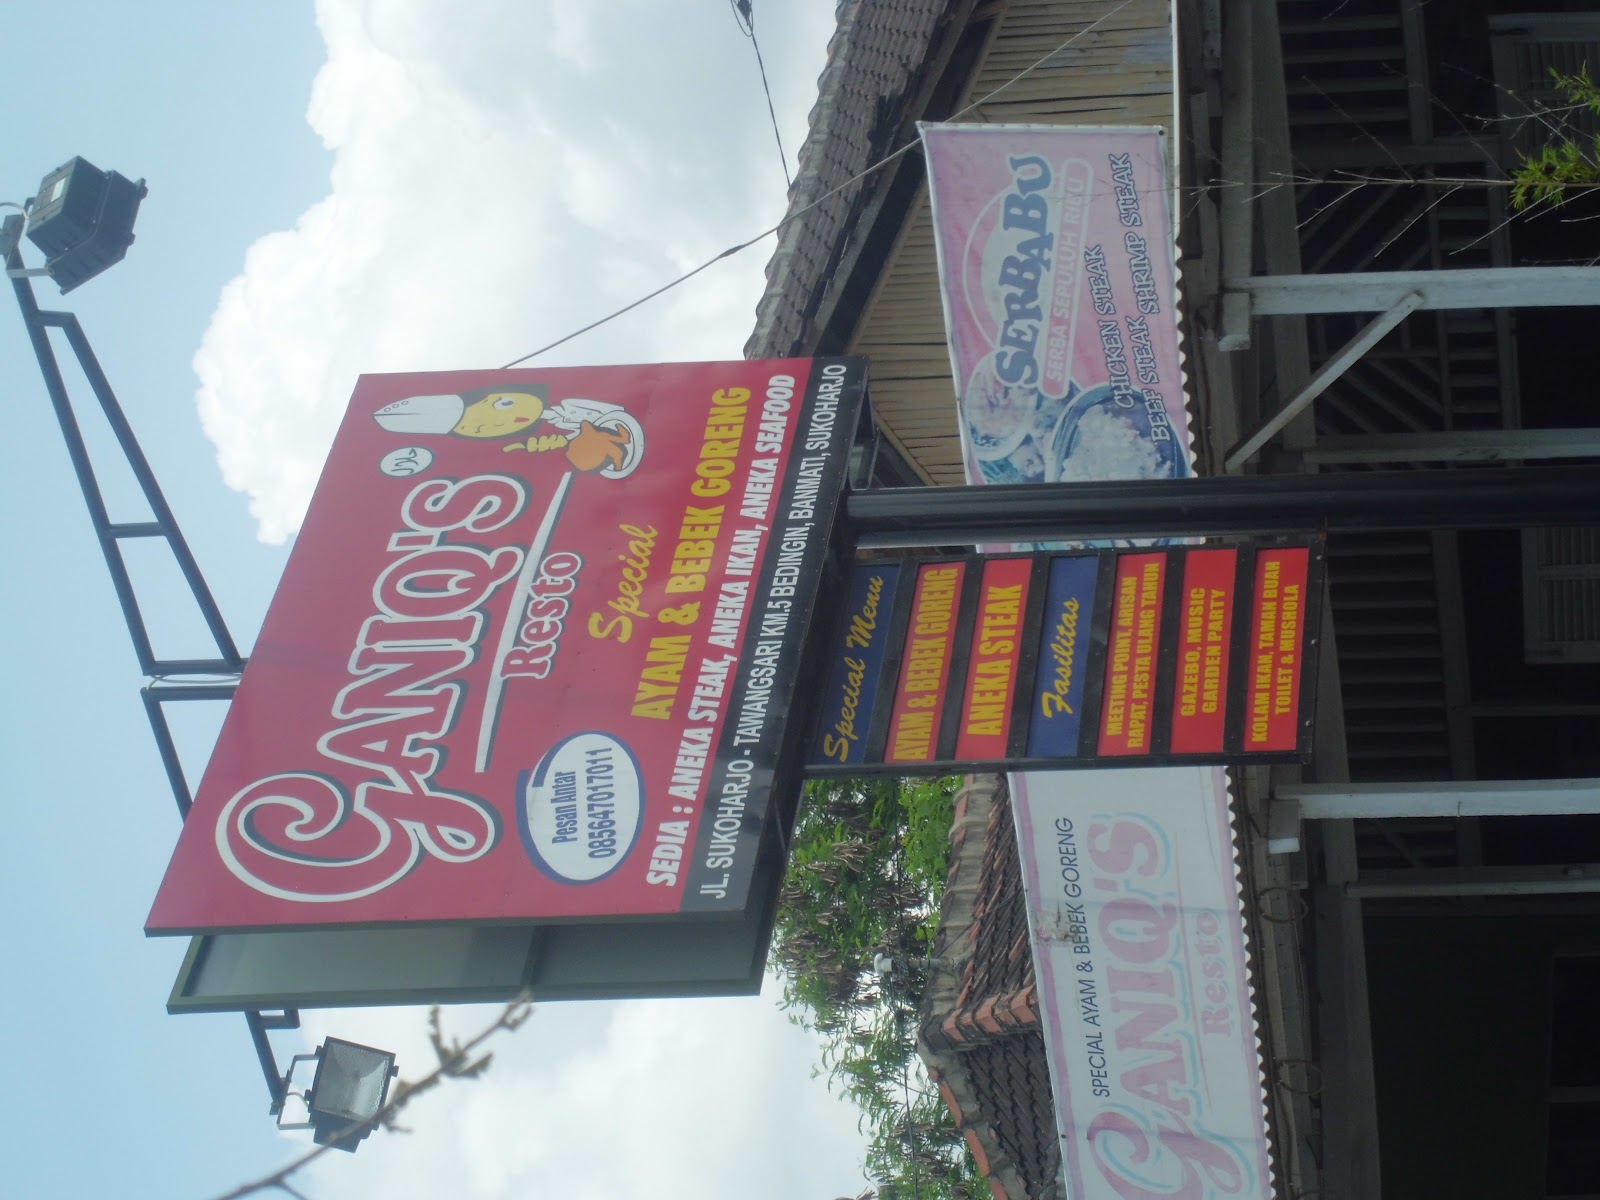 GANIQ'S
حلال
Resto
Special
AYAM & BEBEK GORENG
Pesan Antar
085647017011
SEDIA : ANEKA STEAK, ANEKA IKAN, ANEKA SEAFOOD
JL. SUKOHARJO - TAWANGSARI KM.5 BEDINGIN, BANMATI, SUKOHARJO
Special Menu
AYAM & BEBEK GORENG
ANEKA STEAK
Fasilitas
MEETING POINT, ARISAN
RAPAT, PESTA ULANG TAHUN
GAZEBO, MUSIC
GARDEN PARTY
KOLAM IKAN, TAMAN BUAH
TOILET & MUSHOLA
SERBABU
SERBA SEPULUH RIBU
CHICKEN STEAK
BEEF STEAK SHRIMP STEAK
SPECIAL AYAM & BEBEK GORENG
GANIQ'S
Resto